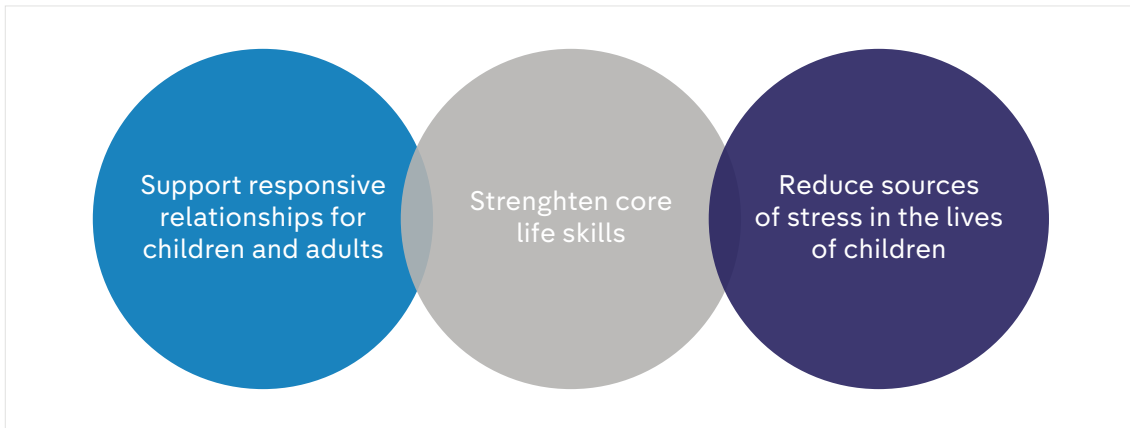 Support responsive
relationships for
children and adults
Strenghten core
life skills
Reduce sources
of stress in the lives
of children